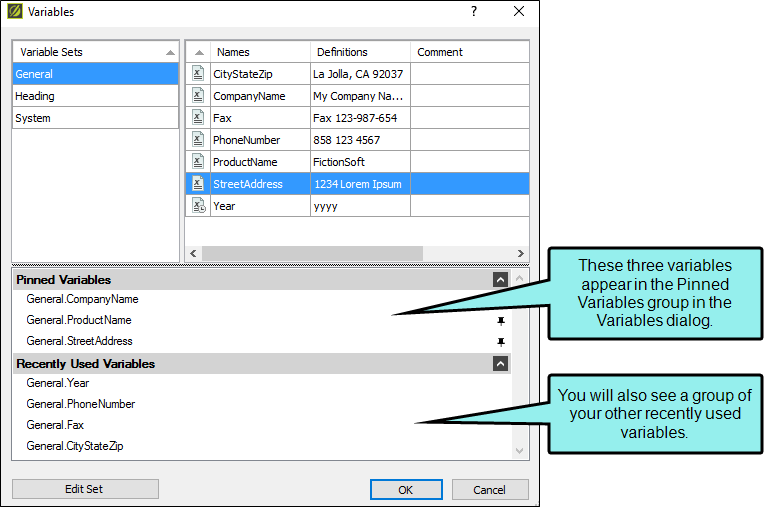 Variables
?
Variable Sets
General
Heading
System
Names Definitions Comment
CityStateZip La Jolla, CA 92037
CompanyName My Company Na...
Fax Fax 123-987-654
PhoneNumber 858 123 4567
ProductName FictionSoft
StreetAddress 1234 Lorem Ipsum
Year yyyy
Pinned Variables
General.CompanyName
General.ProductName
General.StreetAddress
Recently Used Variables
General.Year
General.PhoneNumber
General.Fax
General.CityStateZip
Edit Set OK Cancel
These three variables
appear in the Pinned
Variables group in the
Variables dialog.
You will also see a group of
your other recently used
variables.